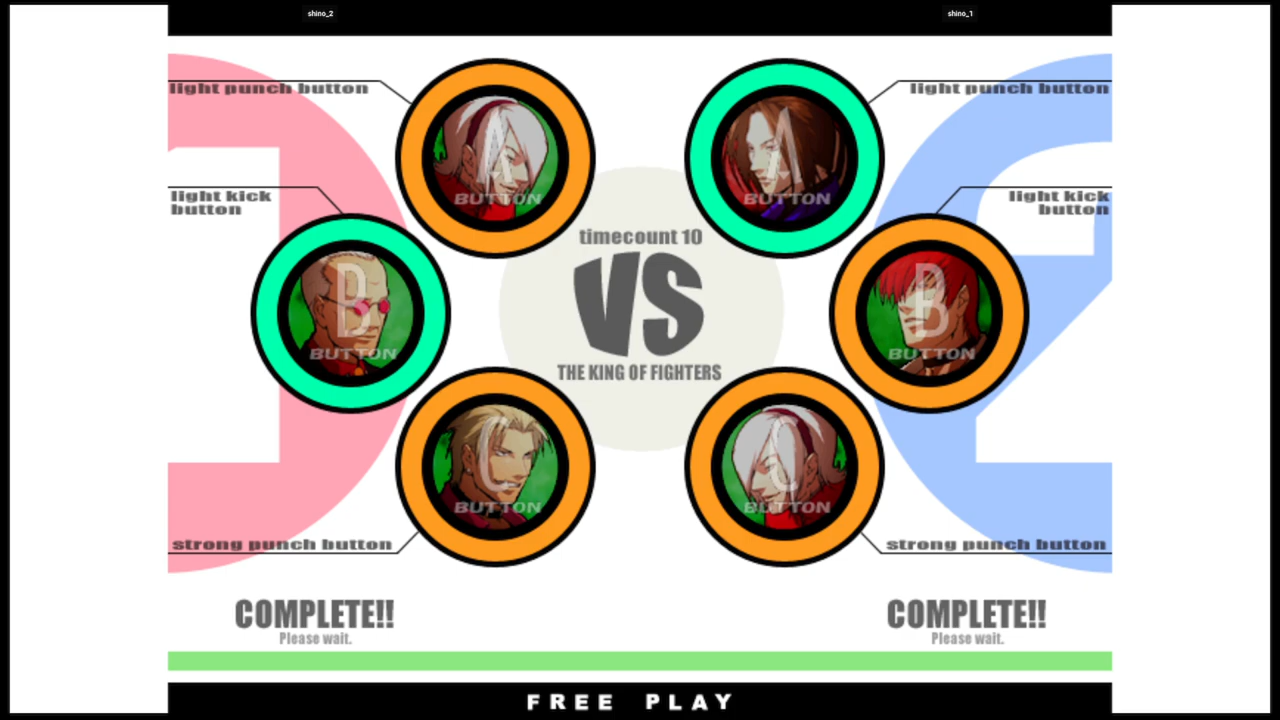 shino_2
shino_1
light punch button
light punch button
A
BUTTON
A
BUTTON
light kick
button
light kick
button
timecount 10
VS
THE KING OF FIGHTERS
B
BUTTON
B
BUTTON
1
2
C
BUTTON
C
BUTTON
strong punch button
strong punch button
COMPLETE!!
Please wait.
COMPLETE!!
Please wait.
FREE PLAY